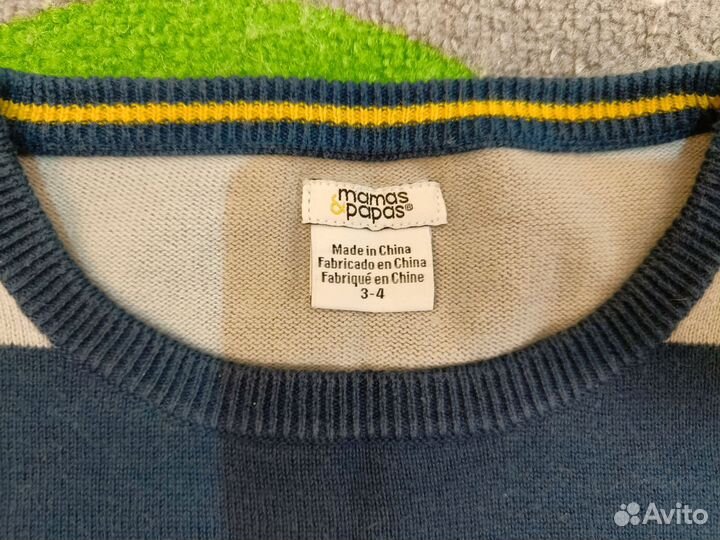 mamas
&papas®
Made in China
Fabricado en China
Fabriqué en Chine
3-4
Avito